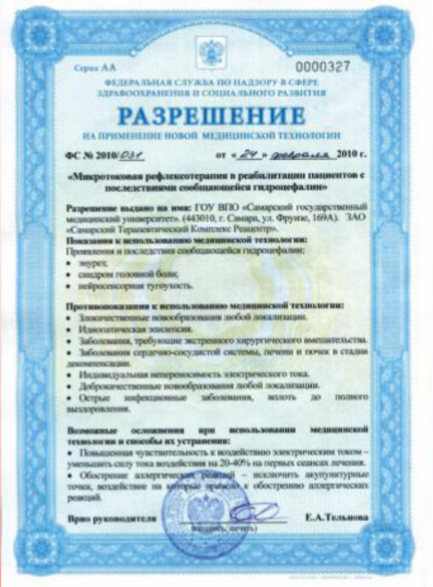 Серия АА
0000327
ФЕДЕРАЛЬНАЯ СЛУЖБА ПО НАДЗОРУ В СФЕРЕ
ЗДРАВООХРАНЕНИЯ И СОЦИАЛЬНОГО РАЗВИТИЯ
РАЗРЕШЕНИЕ
НА ПРИМЕНЕНИЕ НОВОЙ МЕДИЦИНСКОЙ ТЕХНОЛОГИИ
ФС № 2010/031 от « 24 » февраля 2010 г.
«Микротоковая рефлексотерапия в реабилитации пациентов с
последствиями сообщающейся гидроцефалии»
Разрешение выдано на имя: ГОУ ВПО «Самарский государственный
медицинский университет». (443010, г. Самара, ул. Фрунзе, 169А). ЗАО
«Самарский Терапевтический Комплекс Реацентр».
Показания к использованию медицинской технологии:
Проявления и последствия сообщающейся гидроцефалии:
• энурез;
• синдром головной боли;
• нейросенсорная тугоухость.
Противопоказания к использованию медицинской технологии:
• Злокачественные новообразования любой локализации.
• Идиопатическая эпилепсия.
• Заболевания, требующие экстренного хирургического вмешательства.
• Заболевания сердечно-сосудистой системы, печени и почек в стадии
декомпенсации.
• Индивидуальная непереносимость электрического тока.
• Доброкачественные новообразования любой локализации.
• Острые инфекционные заболевания, вплоть до полного
выздоровления.
Возможные осложнения при использовании медицинской
технологии и способы их устранения:
• Повышенная чувствительность к воздействию электрическим током –
уменьшить силу тока воздействия на 20-40% на первых сеансах лечения.
• Обострение аллергических реакций – исключить акупунктурные
точки, воздействие на которые привело к обострению аллергических
реакций.
Врио руководителя Е.А.Тельнова
(подпись, печать)